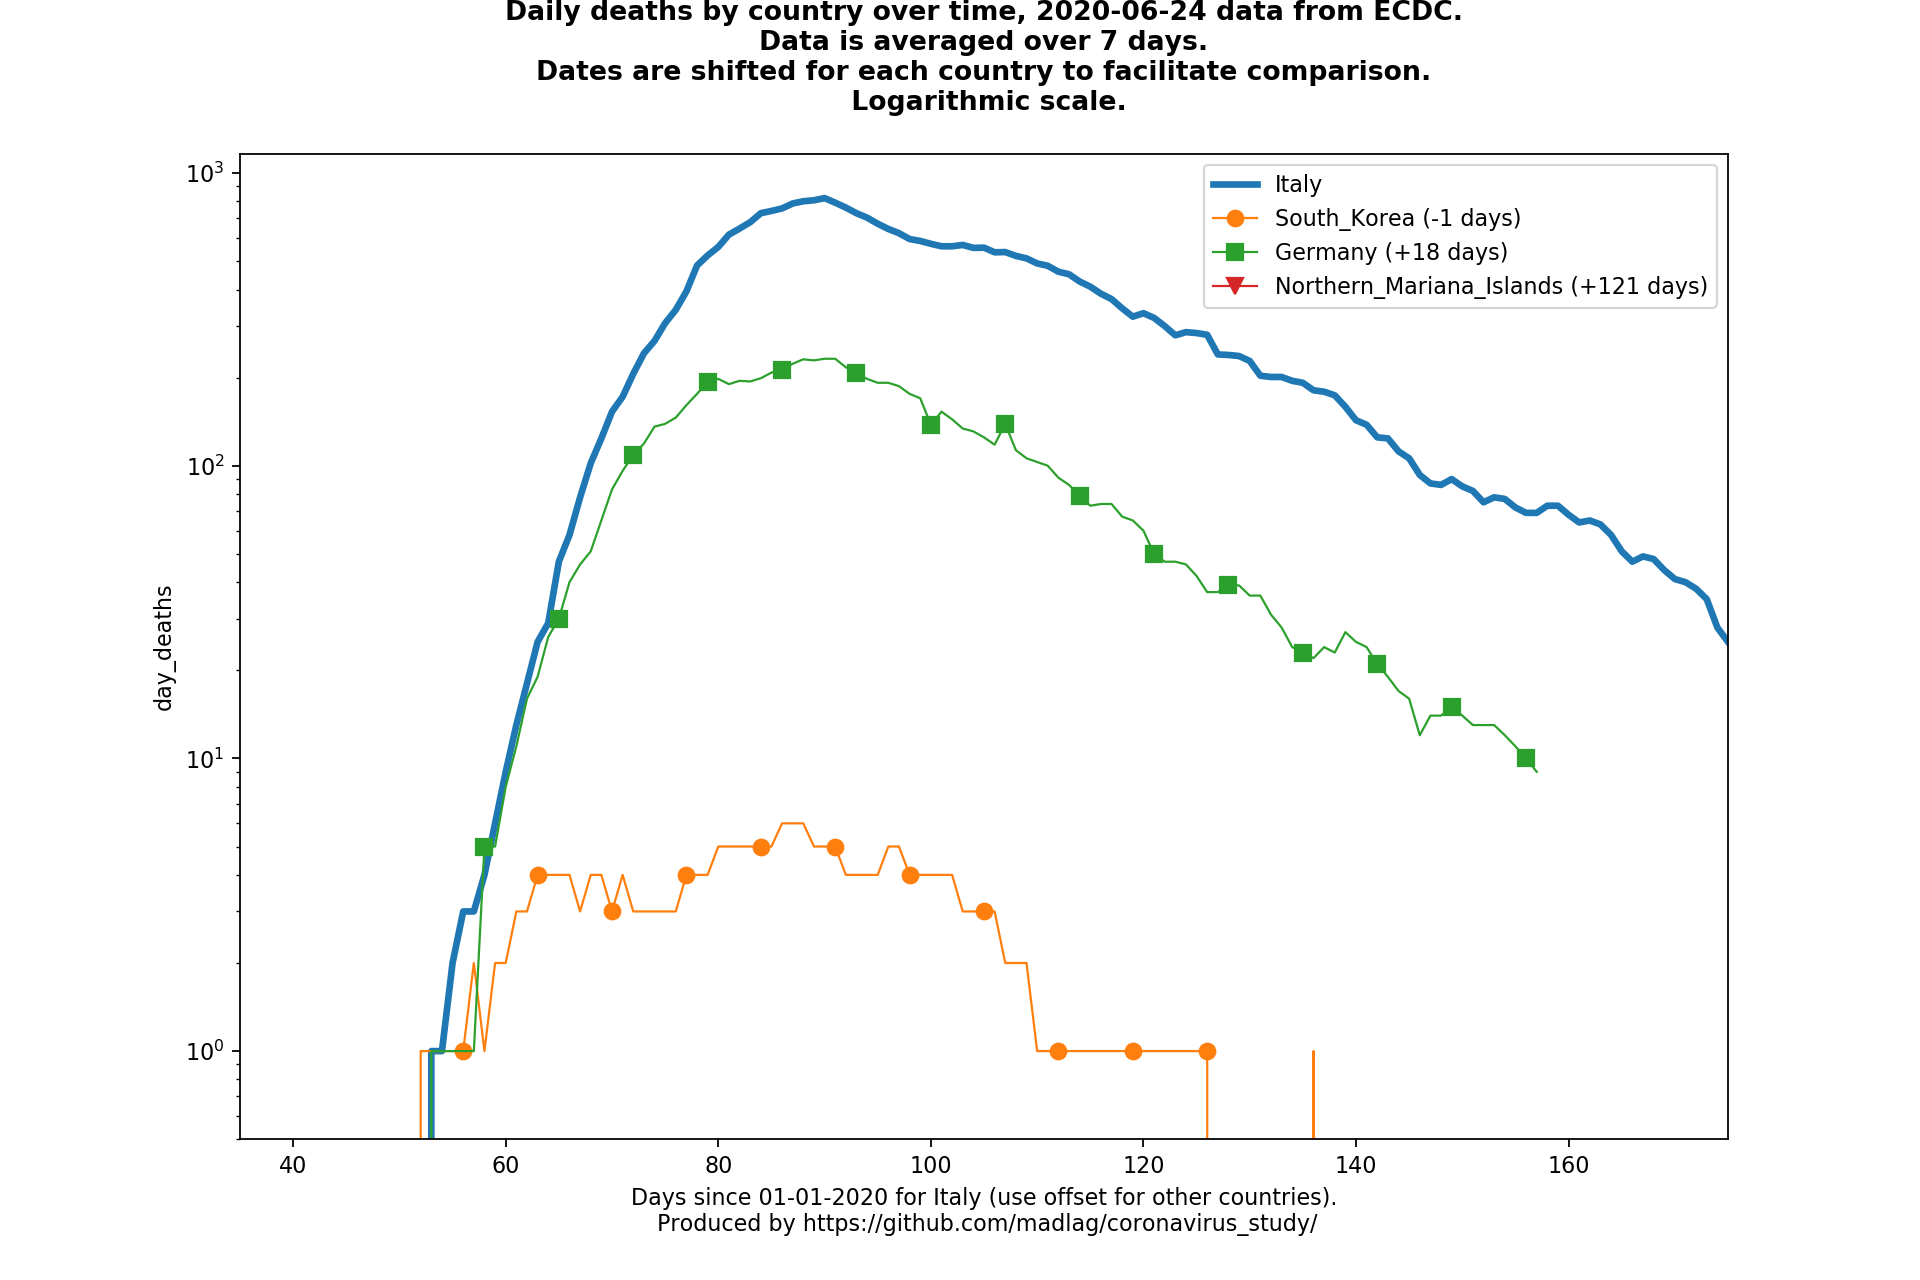 Daily deaths by country over time, 2020-06-24 data from ECDC.
Data is averaged over 7 days.
Dates are shifted for each country to facilitate comparison.
Logarithmic scale.
10³
10²
10¹
10⁰
day_deaths
Italy
South_Korea (-1 days)
Germany (+18 days)
Northern_Mariana_Islands (+121 days)
40 60 80 100 120 140 160
Days since 01-01-2020 for Italy (use offset for other countries).
Produced by https://github.com/madlag/coronavirus_study/